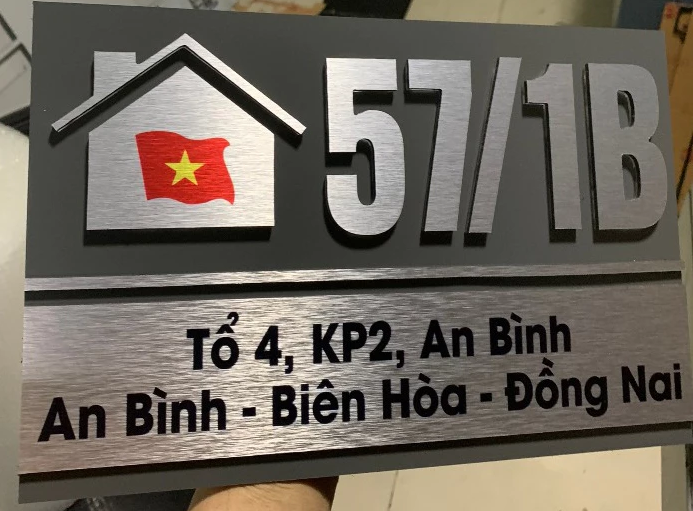 57/1B
Tổ 4, KP2, An Bình
An Bình - Biên Hòa - Đồng Nai